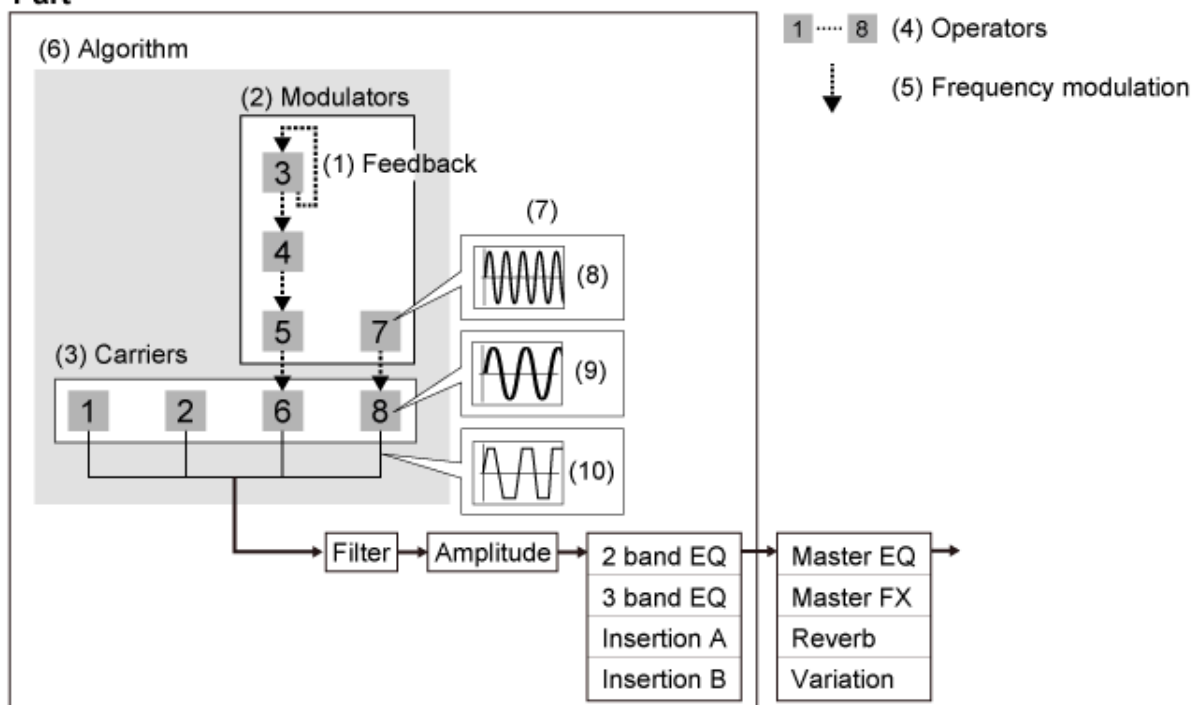 Part
(6) Algorithm
1 8 (4) Operators
(5) Frequency modulation
(2) Modulators
3
(1) Feedback
4
5 7
(7)
(8)
(3) Carriers
1 2 6 8
(9)
(10)
Filter
Amplitude
2 band EQ
3 band EQ
Insertion A
Insertion B
Master EQ
Master FX
Reverb
Variation